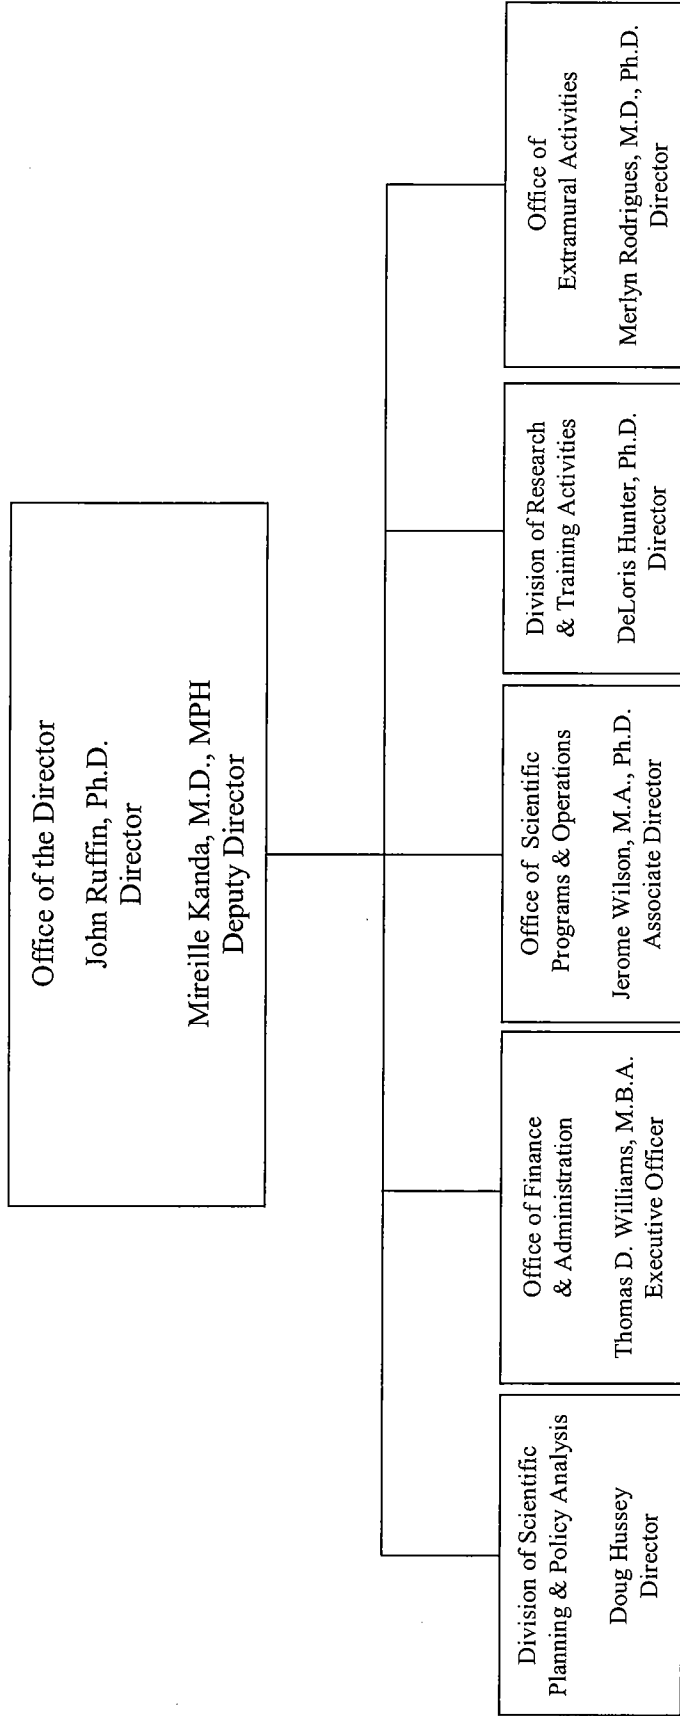 Office of the Director
John Ruffin, Ph.D.
Director
Mireille Kanda, M.D., MPH
Deputy Director
Division of Scientific
Planning & Policy Analysis
Doug Hussey
Director
Office of Finance
& Administration
Thomas D. Williams, M.B.A.
Executive Officer
Office of Scientific
Programs & Operations
Jerome Wilson, M.A., Ph.D.
Associate Director
Division of Research
& Training Activities
DeLoris Hunter, Ph.D.
Director
Office of
Extramural Activities
Merlyn Rodrigues, M.D., Ph.D.
Director